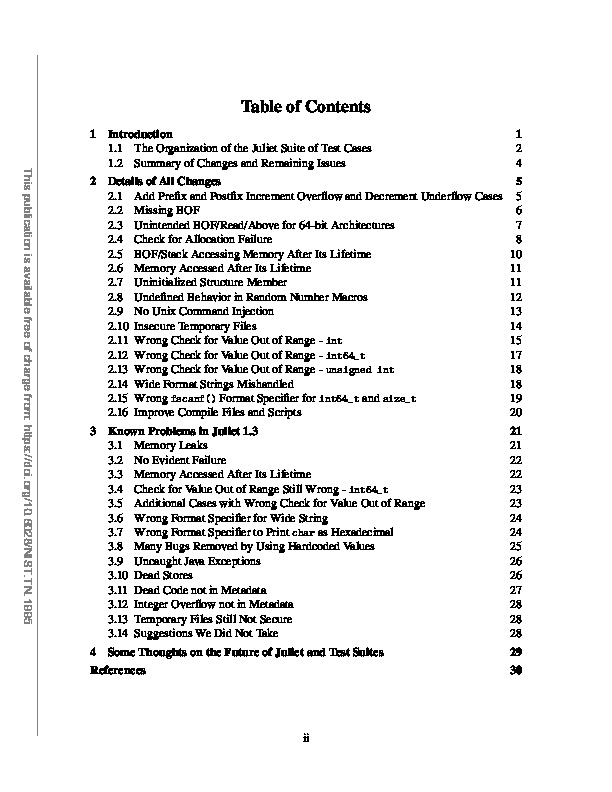 Table of Contents
1 Introduction 1
1.1 The Organization of the Juliet Suite of Test Cases 2
1.2 Summary of Changes and Remaining Issues 4
2 Details of All Changes 5
2.1 Add Prefix and Postfix Increment Overflow and Decrement Underflow Cases 5
2.2 Missing BOF 6
2.3 Unintended BOF/Read/Above for 64-bit Architectures 7
2.4 Check for Allocation Failure 8
2.5 BOF/Stack Accessing Memory After Its Lifetime 10
2.6 Memory Accessed After Its Lifetime 11
2.7 Uninitialized Structure Member 11
2.8 Undefined Behavior in Random Number Macros 12
2.9 No Unix Command Injection 13
2.10 Insecure Temporary Files 14
2.11 Wrong Check for Value Out of Range - int 15
2.12 Wrong Check for Value Out of Range - int64_t 17
2.13 Wrong Check for Value Out of Range - unsigned int 18
2.14 Wide Format Strings Mishandled 18
2.15 Wrong fscanf() Format Specifier for int64_t and size_t 19
2.16 Improve Compile Files and Scripts 20
3 Known Problems in Juliet 1.3 21
3.1 Memory Leaks 21
3.2 No Evident Failure 22
3.3 Memory Accessed After Its Lifetime 22
3.4 Check for Value Out of Range Still Wrong - int64_t 23
3.5 Additional Cases with Wrong Check for Value Out of Range 23
3.6 Wrong Format Specifier for Wide String 24
3.7 Wrong Format Specifier to Print char as Hexadecimal 24
3.8 Many Bugs Removed by Using Hardcoded Values 25
3.9 Uncaught Java Exceptions 26
3.10 Dead Stores 26
3.11 Dead Code not in Metadata 27
3.12 Integer Overflow not in Metadata 28
3.13 Temporary Files Still Not Secure 28
3.14 Suggestions We Did Not Take 28
4 Some Thoughts on the Future of Juliet and Test Suites 29
References 30
ii
This publication is available free of charge from: https://doi.org/10.6028/NIST.TN.1995